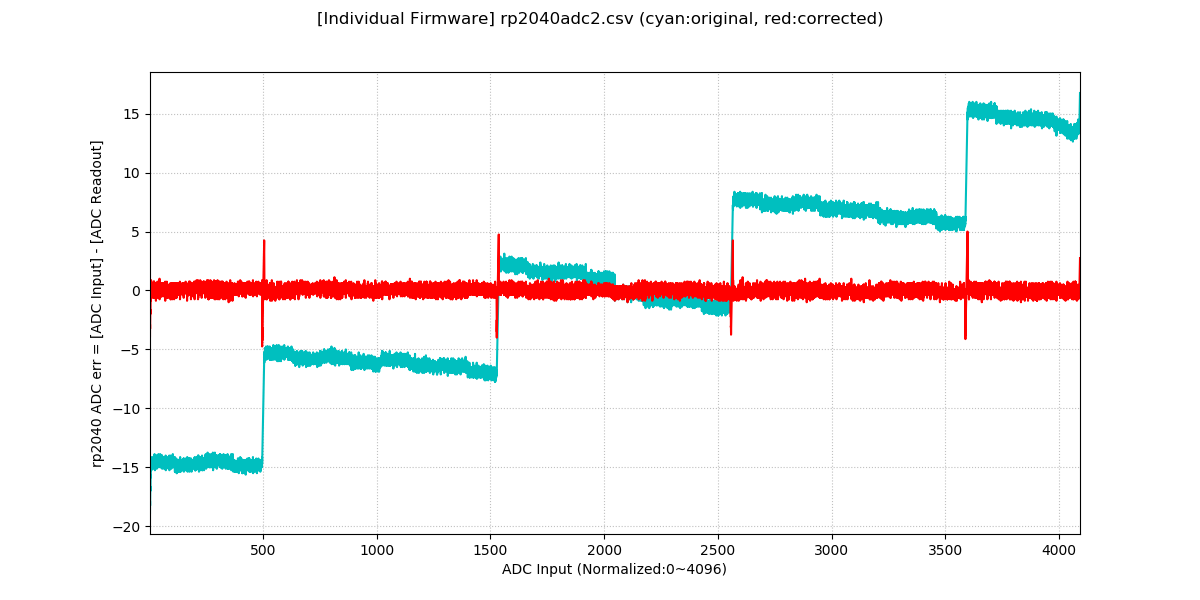 [Individual Firmware] rp2040adc2.csv (cyan:original, red:corrected)
rp2040 ADC err = [ADC Input] - [ADC Readout]
15
10
5
0
−5
−10
−15
−20
500 1000 1500 2000 2500 3000 3500 4000
ADC Input (Normalized:0~4096)